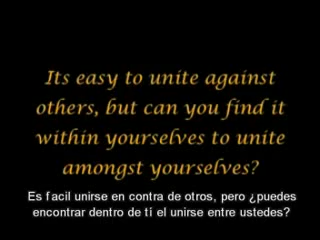 Its easy to unite against
others, but can you find it
within yourselves to unite
amongst yourselves?
Es facil unirse en contra de otros, pero ¿puedes
encontrar dentro de tí el unirse entre ustedes?